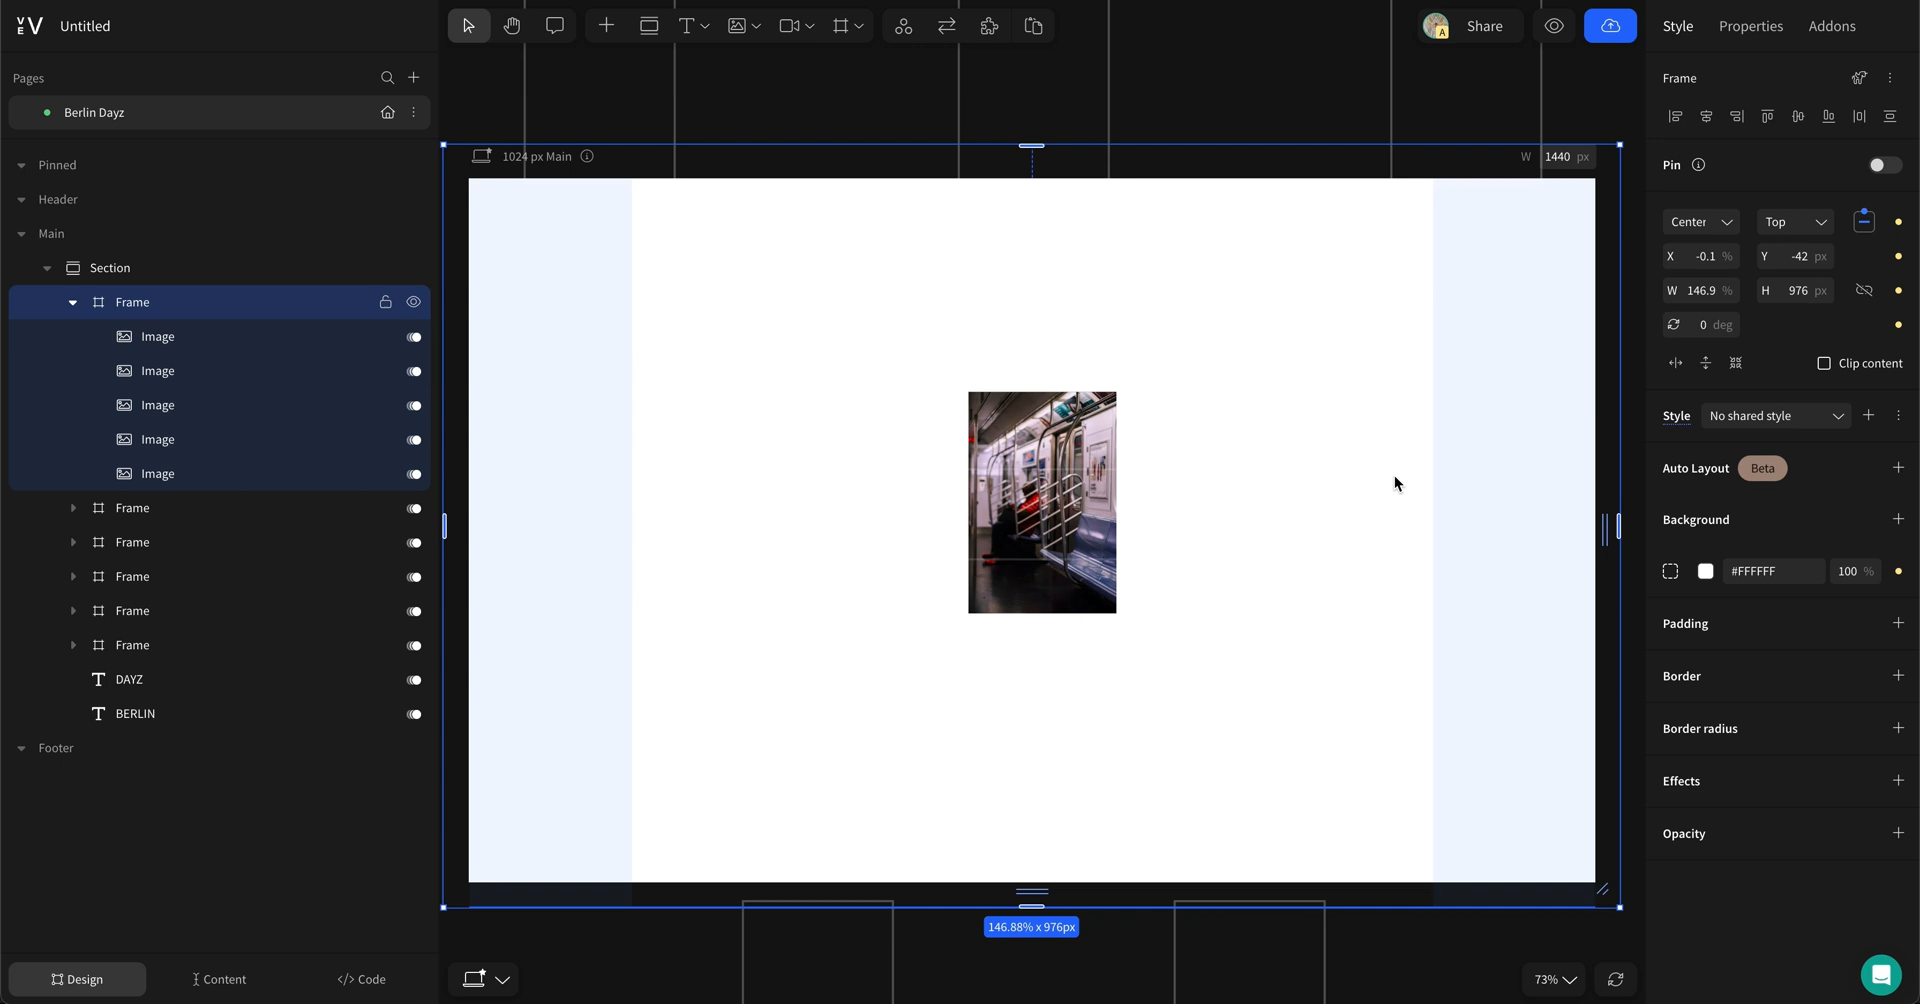 Untitled
Share
Style Properties Addons
Pages
Berlin Dayz
Frame
Pinned
1024 px Main
W 1440 px
Pin
Header
Main
Center Top
Section
X -0.1 % Y -42 px
Frame
W 146.9 % H 976 px
Image
0 deg
Image
Clip content
Image
Style No shared style
Image
Auto Layout Beta
Image
Frame
Background
Frame
#FFFFFF 100 %
Frame
Frame
Padding
Frame
DAYZ
Border
BERLIN
Border radius
Footer
Effects
Opacity
146.88% x 976px
Design Content </> Code
73%
A